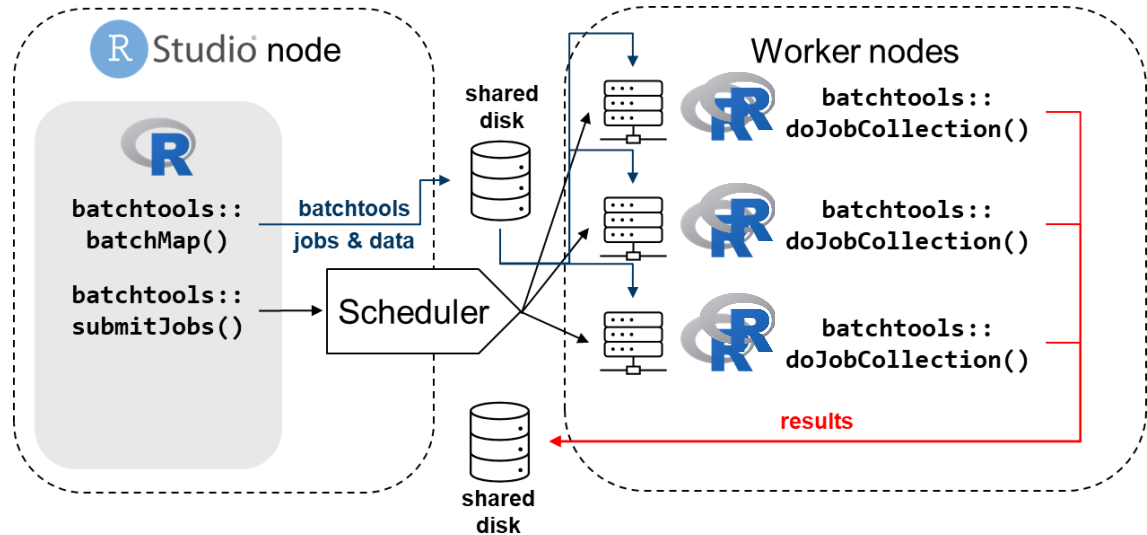 R Studio® node
R
batchtools::
batchMap()
batchtools::
submitJobs()
batchtools
jobs & data
shared
disk
Scheduler
Worker nodes
R R
batchtools::
doJobCollection()
R R
batchtools::
doJobCollection()
R R
batchtools::
doJobCollection()
results
shared
disk